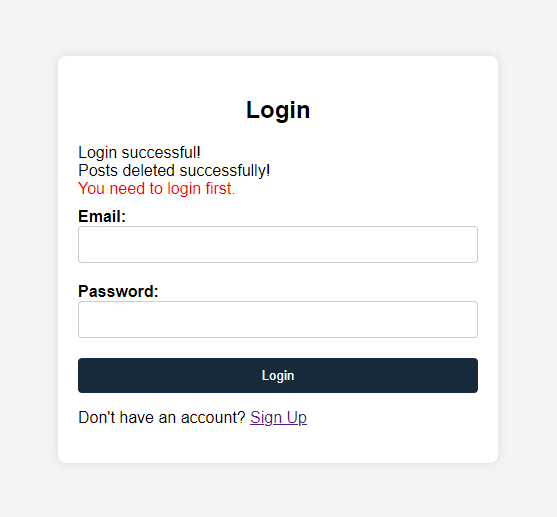 Login
Login successful!
Posts deleted successfully!
You need to login first.
Email:
Password:
Login
Don't have an account? Sign Up